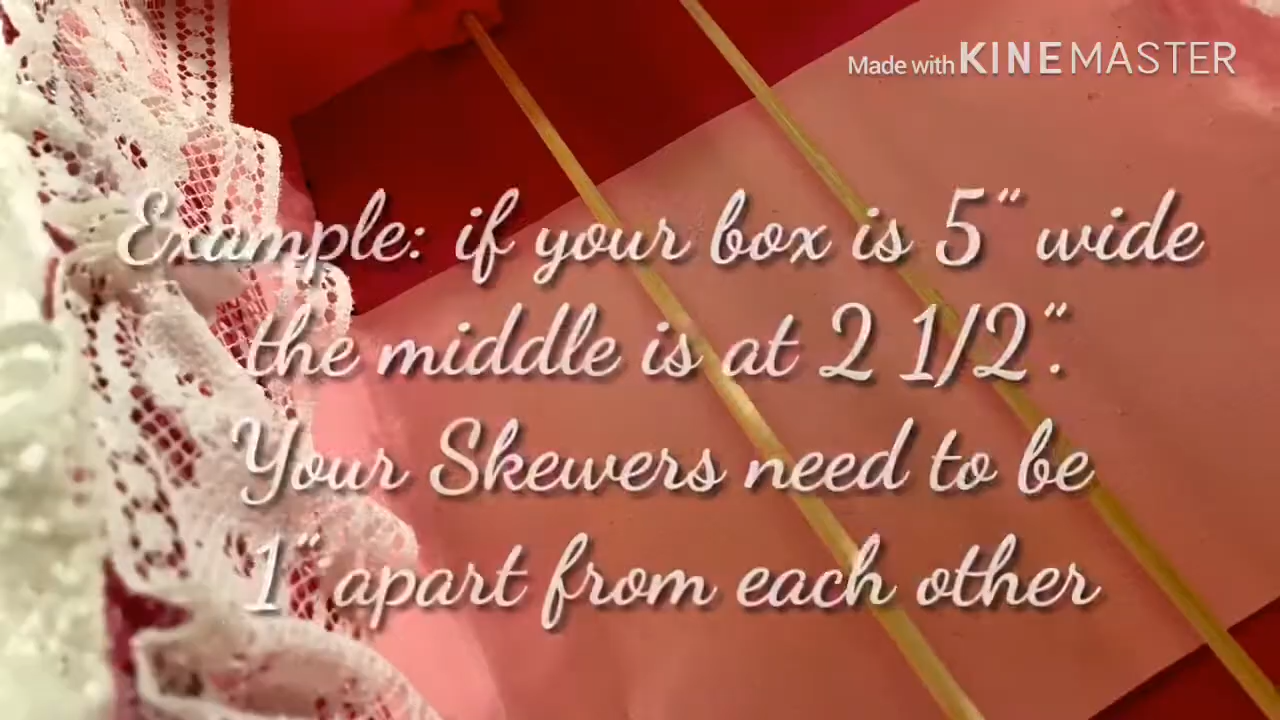 Made with KINEMASTER
Example: if your box is 5" wide
the middle is at 2 1/2".
Your Skewers need to be
1" apart from each other